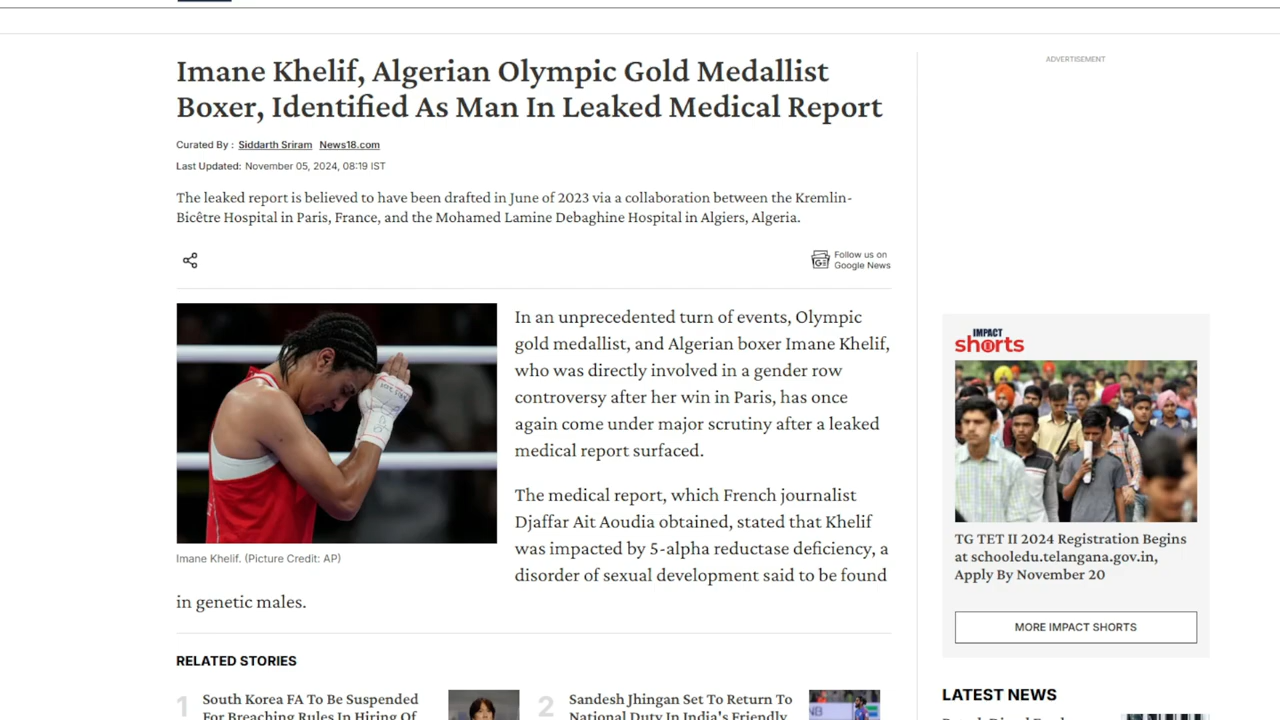 Imane Khelif, Algerian Olympic Gold Medallist
Boxer, Identified As Man In Leaked Medical Report
Curated By : Siddarth Sriram News18.com
Last Updated: November 05, 2024, 08:19 IST
The leaked report is believed to have been drafted in June of 2023 via a collaboration between the Kremlin-
Bicêtre Hospital in Paris, France, and the Mohamed Lamine Debaghine Hospital in Algiers, Algeria.
Follow us on
Google News
In an unprecedented turn of events, Olympic
gold medallist, and Algerian boxer Imane Khelif,
who was directly involved in a gender row
controversy after her win in Paris, has once
again come under major scrutiny after a leaked
medical report surfaced.
The medical report, which French journalist
Djaffar Ait Aoudia obtained, stated that Khelif
was impacted by 5-alpha reductase deficiency, a
disorder of sexual development said to be found
in genetic males.
Imane Khelif. (Picture Credit: AP)
RELATED STORIES
1 South Korea FA To Be Suspended
For Breaching Rules In Hiring Of
2 Sandesh Jhingan Set To Return To
National Duty In India's Friendly
ADVERTISEMENT
IMPACT
shorts
TG TET II 2024 Registration Begins
at schooledu.telangana.gov.in,
Apply By November 20
MORE IMPACT SHORTS
LATEST NEWS